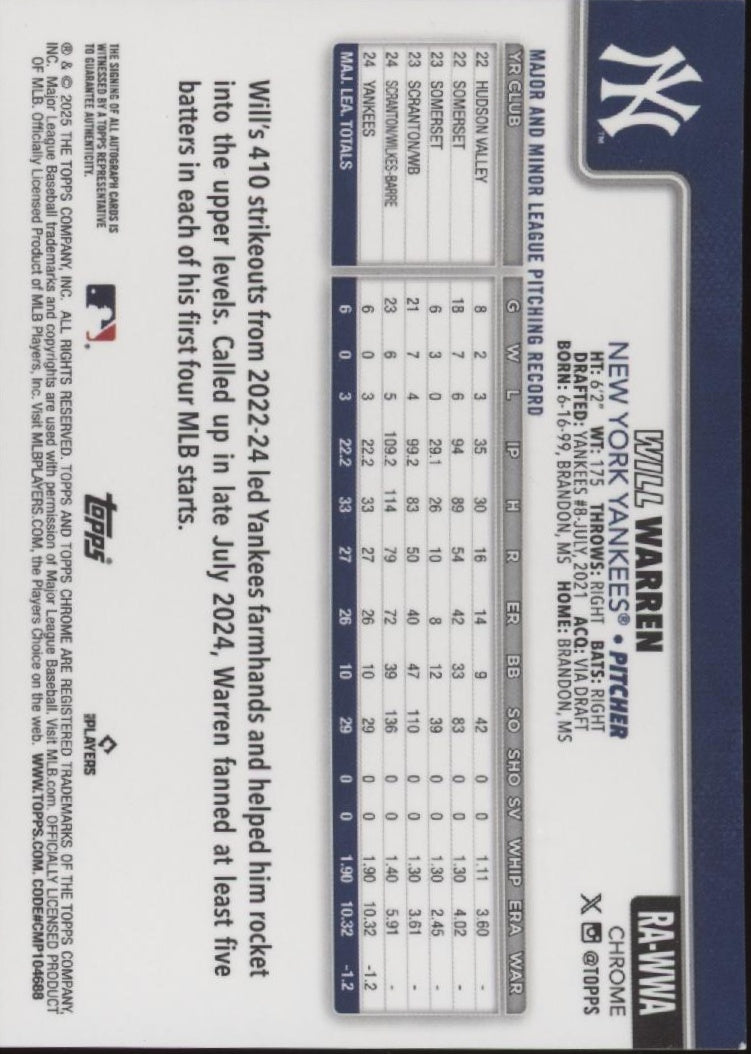 RA-WWA
WILL WARREN
CHROME
NEW YORK YANKEES® • PITCHER
@TOPPS
HT: 6'2" WT: 175 THROWS: RIGHT BATS: RIGHT
DRAFTED: YANKEES #8-JULY, 2021 ACQ: VIA DRAFT
BORN: 6-16-99, BRANDON, MS HOME: BRANDON, MS
NY
™
MAJOR AND MINOR LEAGUE PITCHING RECORD
YR CLUB G W L IP H R ER BB SO SHO SV WHIP ERA WAR
22 HUDSON VALLEY 8 2 3 35 30 16 14 9 42 0 0 1.11 3.60 -
22 SOMERSET 18 7 6 94 89 54 42 33 83 0 0 1.30 4.02 -
23 SOMERSET 6 3 0 29.1 26 10 8 12 39 0 0 1.30 2.45 -
23 SCRANTON/WB 21 7 4 99.2 83 50 40 47 110 0 0 1.30 3.61 -
24 SCRANTON/WILKES-BARRE 23 6 5 109.2 114 79 72 39 136 0 0 1.40 5.91 -
24 YANKEES 6 0 3 22.2 33 27 26 10 29 0 0 1.90 10.32 -1.2
MAJ. LEA. TOTALS 6 0 3 22.2 33 27 26 10 29 0 0 1.90 10.32 -1.2
Will's 410 strikeouts from 2022-24 led Yankees farmhands and helped him rocket
into the upper levels. Called up in late July 2024, Warren fanned at least five
batters in each of his first four MLB starts.
THE SIGNING OF ALL AUTOGRAPH CARDS IS
WITNESSED BY A TOPPS REPRESENTATIVE
TO GUARANTEE AUTHENTICITY.
topps®
PLAYERS
® & © 2025 THE TOPPS COMPANY, INC. ALL RIGHTS RESERVED. TOPPS AND TOPPS CHROME ARE REGISTERED TRADEMARKS OF THE TOPPS COMPANY,
INC. Major League Baseball trademarks and copyrights are used with permission of Major League Baseball. Visit MLB.com. OFFICIALLY LICENSED PRODUCT
OF MLB. Officially Licensed Product of MLB Players, Inc. Visit MLBPLAYERS.COM, the Players Choice on the web. WWW.TOPPS.COM. CODE#CMP104688